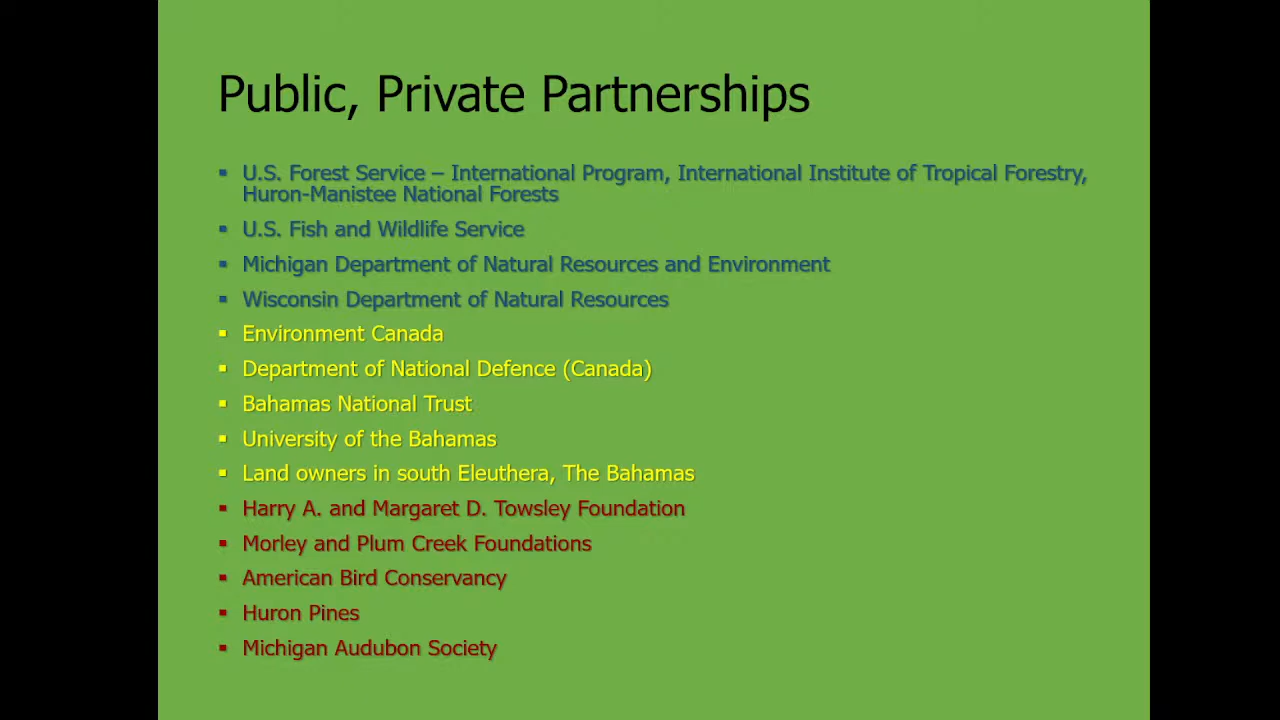 Public, Private Partnerships
▪ U.S. Forest Service – International Program, International Institute of Tropical Forestry,
Huron-Manistee National Forests
▪ U.S. Fish and Wildlife Service
▪ Michigan Department of Natural Resources and Environment
▪ Wisconsin Department of Natural Resources
▪ Environment Canada
▪ Department of National Defence (Canada)
▪ Bahamas National Trust
▪ University of the Bahamas
▪ Land owners in south Eleuthera, The Bahamas
▪ Harry A. and Margaret D. Towsley Foundation
▪ Morley and Plum Creek Foundations
▪ American Bird Conservancy
▪ Huron Pines
▪ Michigan Audubon Society